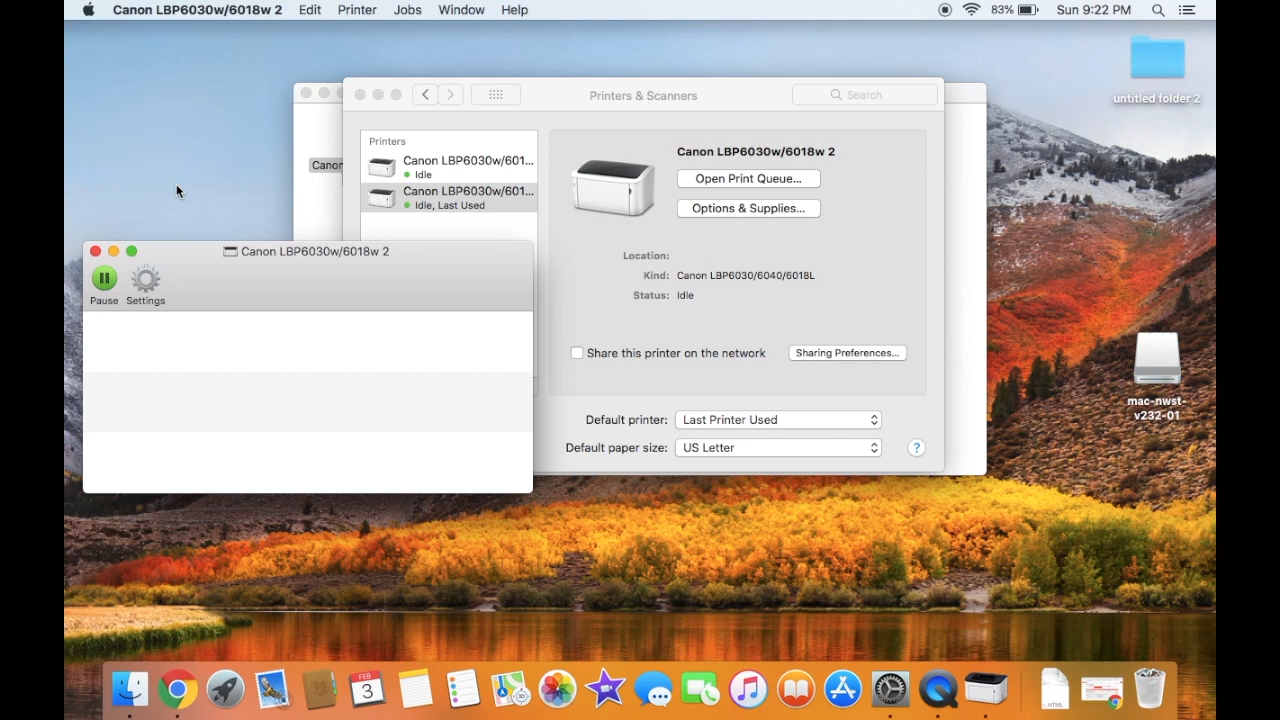 Canon LBP6030w/6018w 2 Edit Printer Jobs Window Help
83% Sun 9:22 PM
untitled folder 2
Printers & Scanners
Search
Canon
Printers
Canon LBP6030w/601...
Idle
Canon LBP6030w/601...
Idle, Last Used
Canon LBP6030w/6018w 2
Open Print Queue...
Options & Supplies...
Location:
Kind: Canon LBP6030/6040/6018L
Status: Idle
Share this printer on the network
Sharing Preferences...
Default printer: Last Printer Used
Default paper size: US Letter
?
Canon LBP6030w/6018w 2
Pause Settings
mac-nwst-
v232-01
FEB
3
HTML